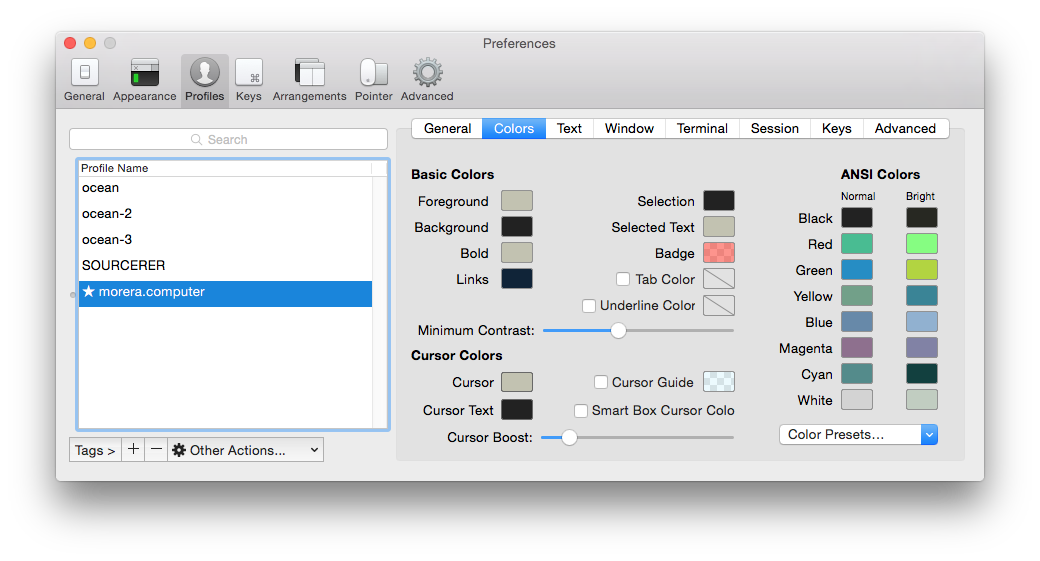 Preferences
General Appearance Profiles Keys Arrangements Pointer Advanced
Search
Profile Name
ocean
ocean-2
ocean-3
SOURCERER
★ morera.computer
Tags > + − Other Actions...
General Colors Text Window Terminal Session Keys Advanced
Basic Colors
Foreground Selection
Background Selected Text
Bold Badge
Links Tab Color
Underline Color
Minimum Contrast:
Cursor Colors
Cursor Cursor Guide
Cursor Text Smart Box Cursor Colo
Cursor Boost:
ANSI Colors
Normal Bright
Black
Red
Green
Yellow
Blue
Magenta
Cyan
White
Color Presets...